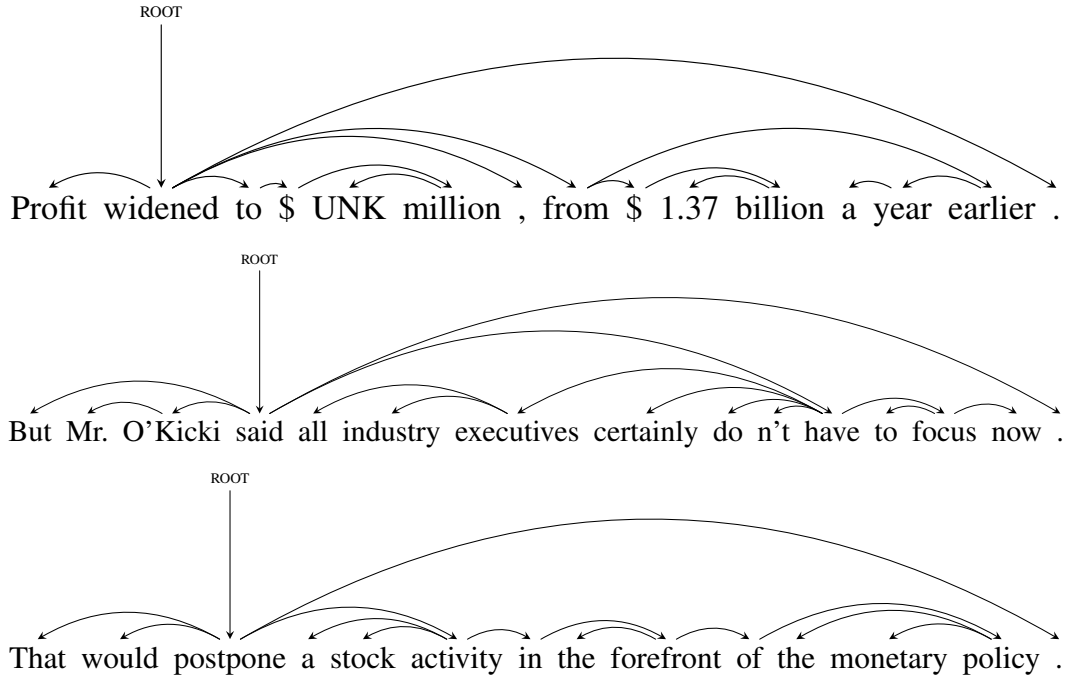 ROOT
Profit widened to $ UNK million , from $ 1.37 billion a year earlier .
ROOT
But Mr. O'Kicki said all industry executives certainly do n't have to focus now .
ROOT
That would postpone a stock activity in the forefront of the monetary policy .